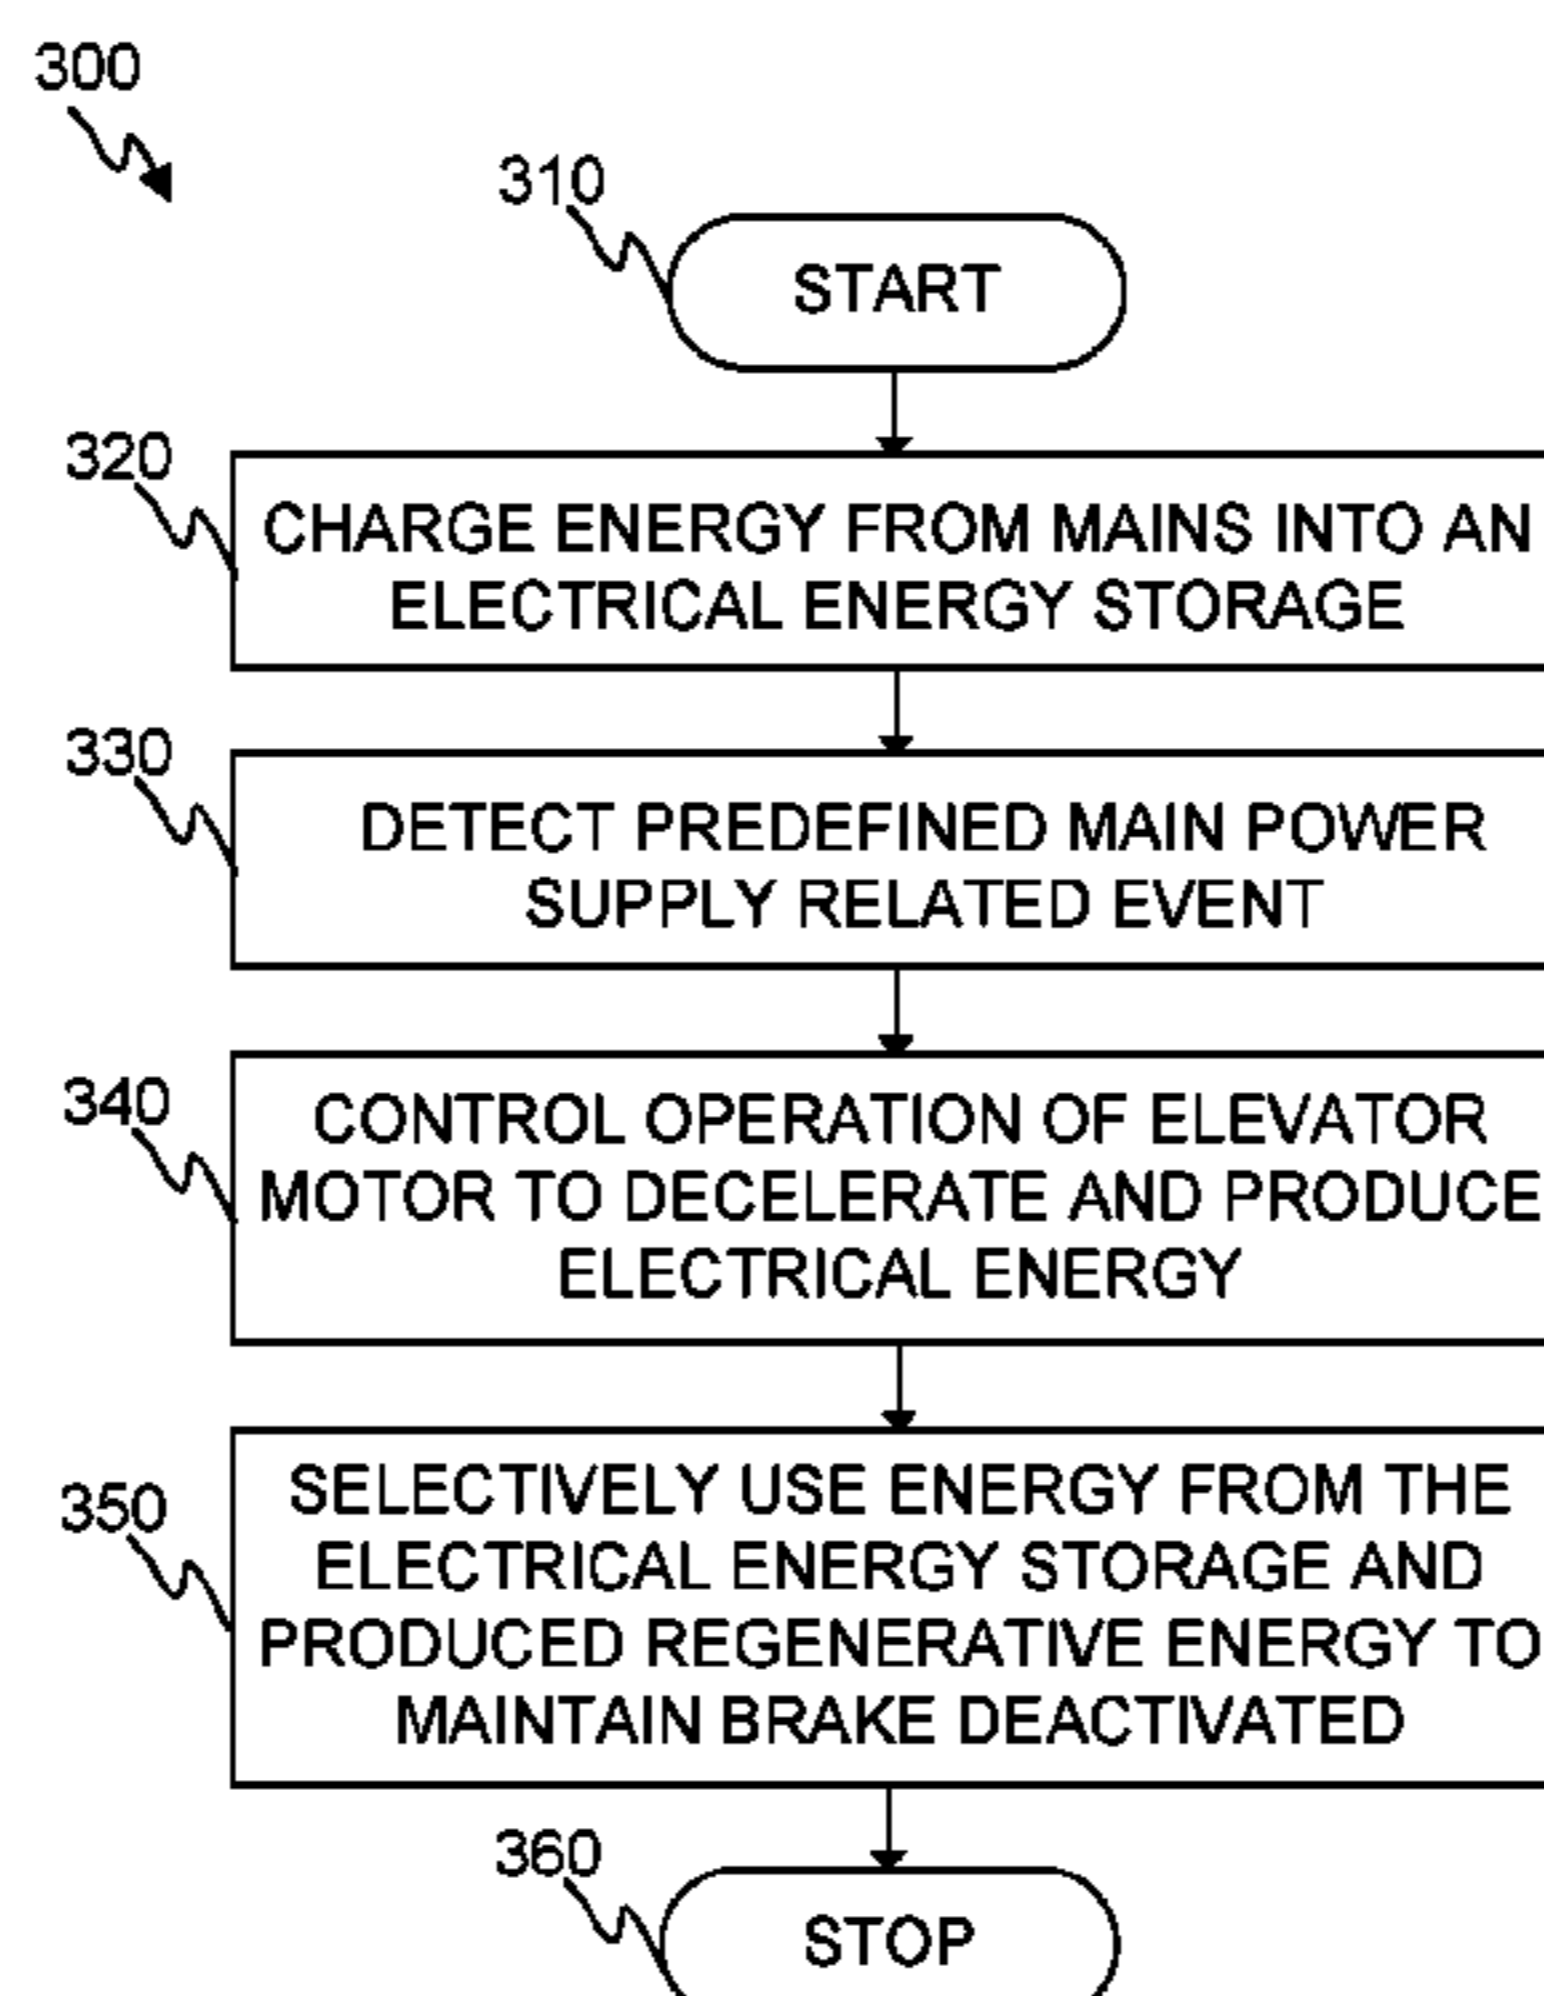 300
310
START
320
CHARGE ENERGY FROM MAINS INTO AN
ELECTRICAL ENERGY STORAGE
330
DETECT PREDEFINED MAIN POWER
SUPPLY RELATED EVENT
340
CONTROL OPERATION OF ELEVATOR
MOTOR TO DECELERATE AND PRODUCE
ELECTRICAL ENERGY
350
SELECTIVELY USE ENERGY FROM THE
ELECTRICAL ENERGY STORAGE AND
PRODUCED REGENERATIVE ENERGY TO
MAINTAIN BRAKE DEACTIVATED
360
STOP